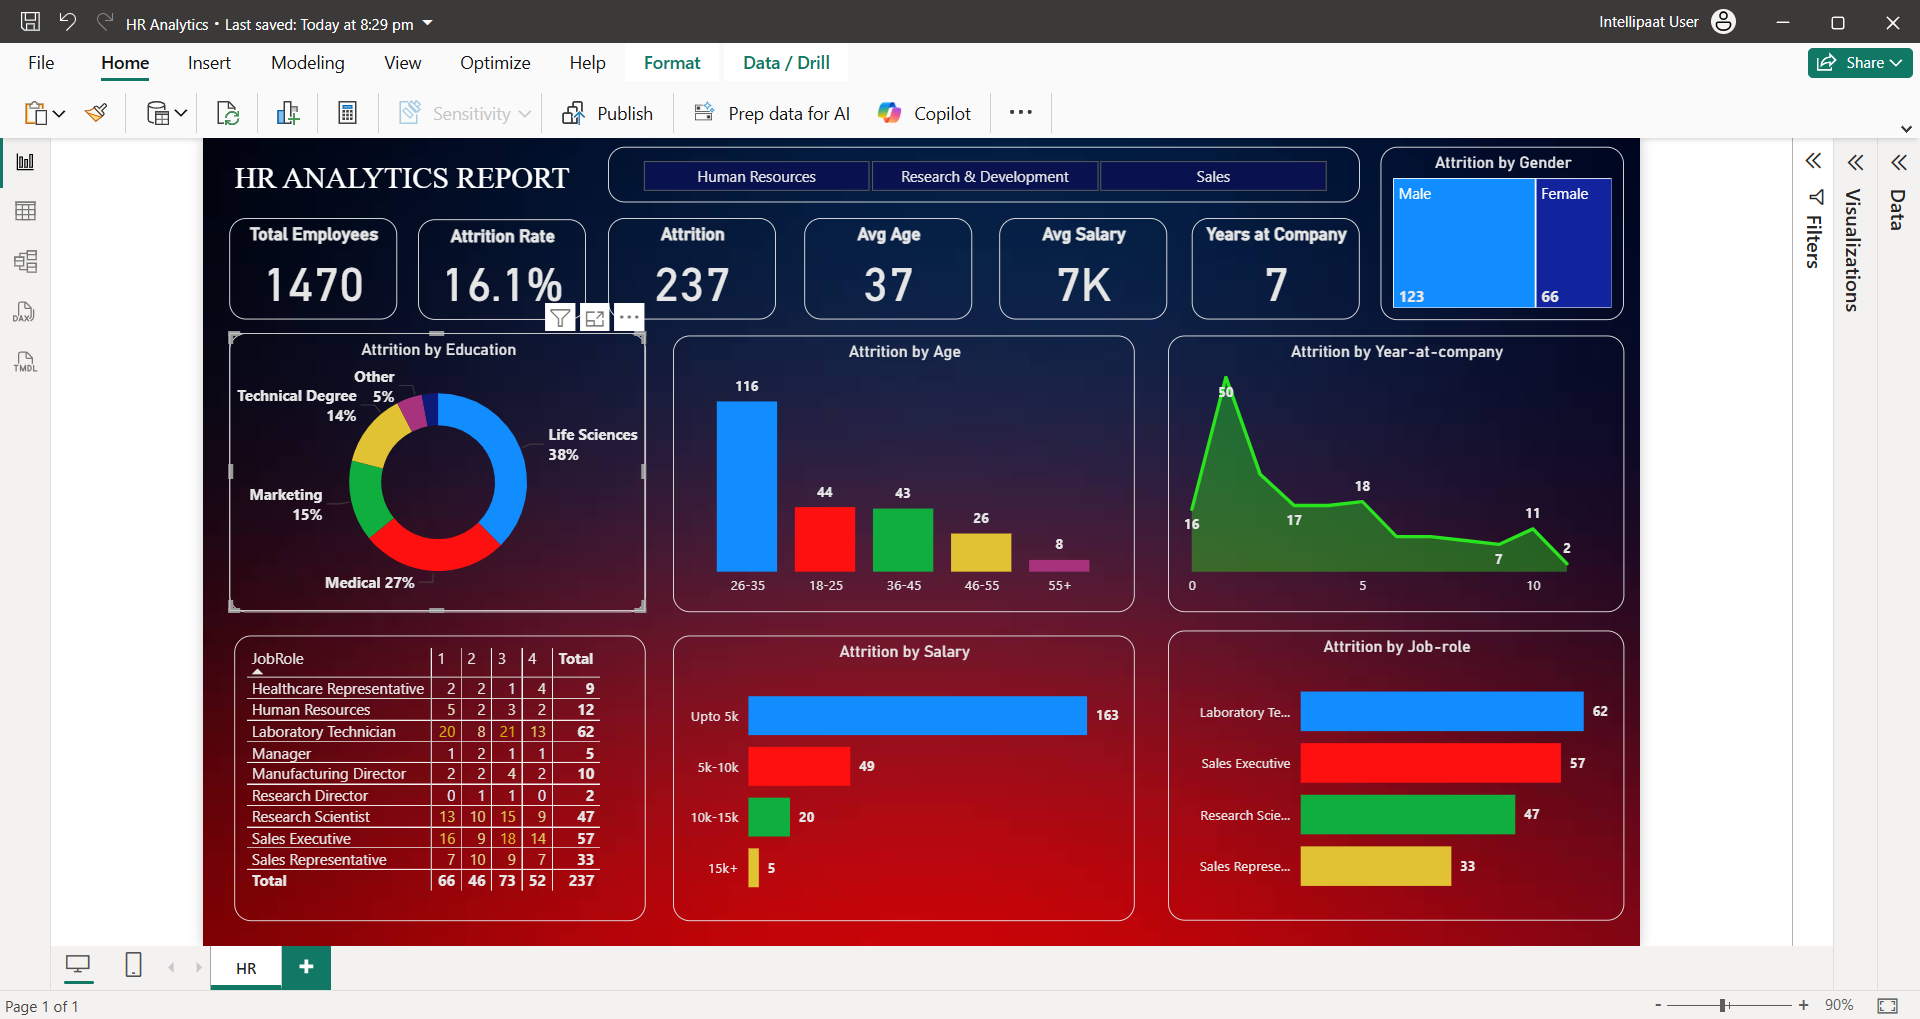 HR Analytics • Last saved: Today at 8:29 pm
Intellipaat User
File Home Insert Modeling View Optimize Help Format Data / Drill
Share
Sensitivity Publish Prep data for AI Copilot
DAX
TMDL
HR ANALYTICS REPORT
Human Resources Research & Development Sales
Total Employees
1470
Attrition Rate
16.1%
Attrition
237
Avg Age
37
Avg Salary
7K
Years at Company
7
Attrition by Gender
Male Female
123 66
Attrition by Education
Other
5%
Technical Degree
14%
Life Sciences
38%
Marketing
15%
Medical 27%
Attrition by Age
116
44
43
26
8
26-35 18-25 36-45 46-55 55+
Attrition by Year-at-company
50
18
16
17
11
7
2
0 5 10
JobRole 1 2 3 4 Total
Healthcare Representative 2 2 1 4 9
Human Resources 5 2 3 2 12
Laboratory Technician 20 8 21 13 62
Manager 1 2 1 1 5
Manufacturing Director 2 2 4 2 10
Research Director 0 1 1 0 2
Research Scientist 13 10 15 9 47
Sales Executive 16 9 18 14 57
Sales Representative 7 10 9 7 33
Total 66 46 73 52 237
Attrition by Salary
Upto 5k 163
5k-10k 49
10k-15k 20
15k+ 5
Attrition by Job-role
Laboratory Te... 62
Sales Executive 57
Research Scie... 47
Sales Represe... 33
Filters
Visualizations
Data
HR
Page 1 of 1
- + 90%